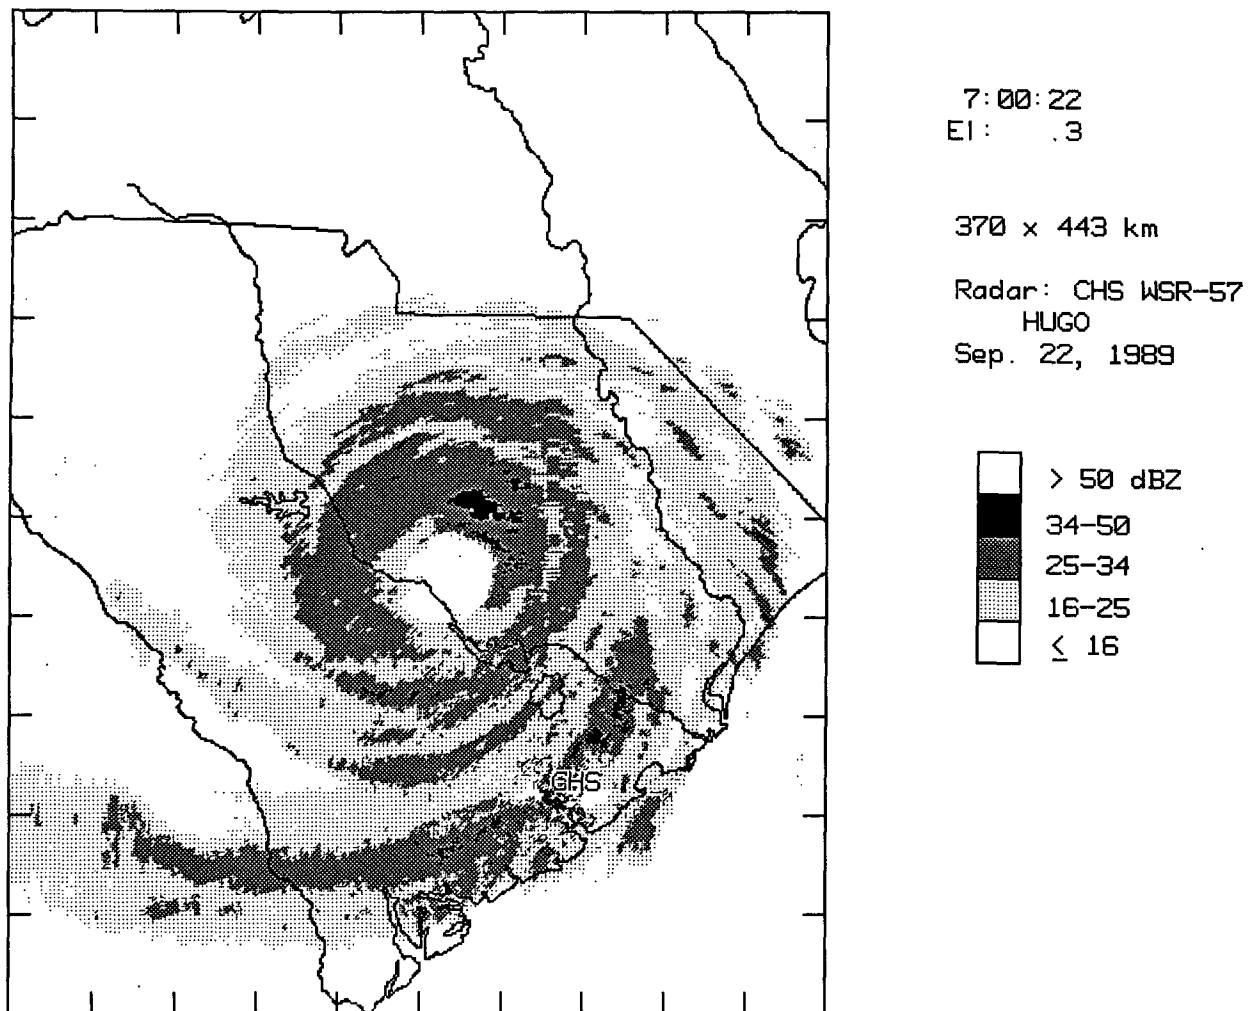 7:00:22
El: .3
370 x 443 km
Radar: CHS WSR-57
HUGO
Sep. 22, 1989
> 50 dBZ
34-50
25-34
16-25
≤ 16
CHS